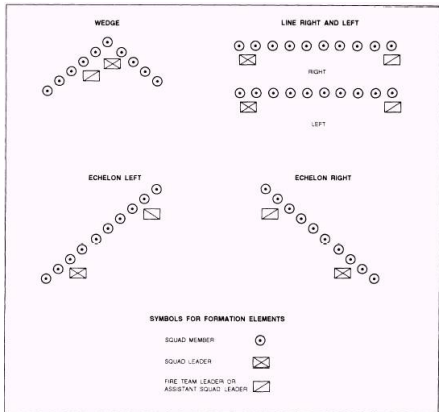 WEDGE
LINE RIGHT AND LEFT
RIGHT
LEFT
ECHELON LEFT
ECHELON RIGHT
SYMBOLS FOR FORMATION ELEMENTS
SQUAD MEMBER
SQUAD LEADER
FIRE TEAM LEADER OR
ASSISTANT SQUAD LEADER